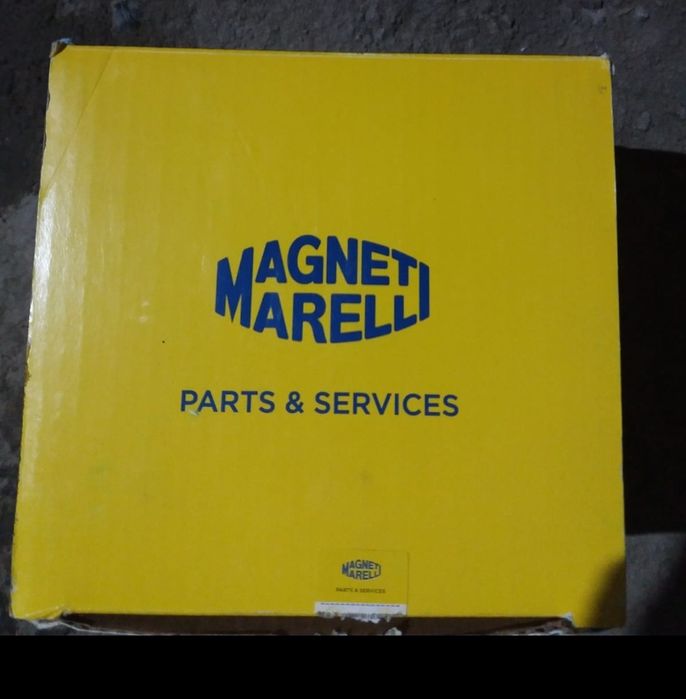 MAGNETI
MARELLI
PARTS & SERVICES
MAGNETI
MARELLI
PARTS & SERVICES